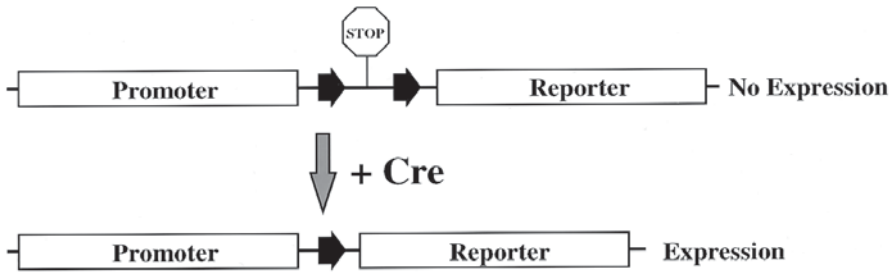 STOP
Promoter Reporter No Expression
+ Cre
Promoter Reporter Expression